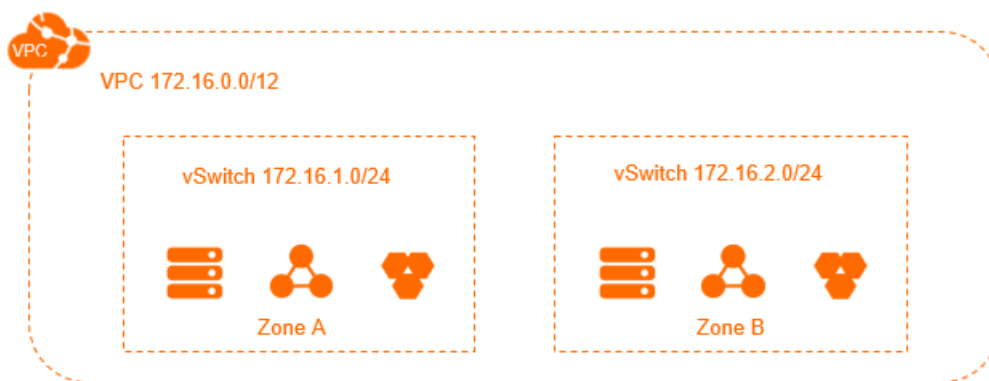 VPC
VPC 172.16.0.0/12
vSwitch 172.16.1.0/24
vSwitch 172.16.2.0/24
Zone A
Zone B